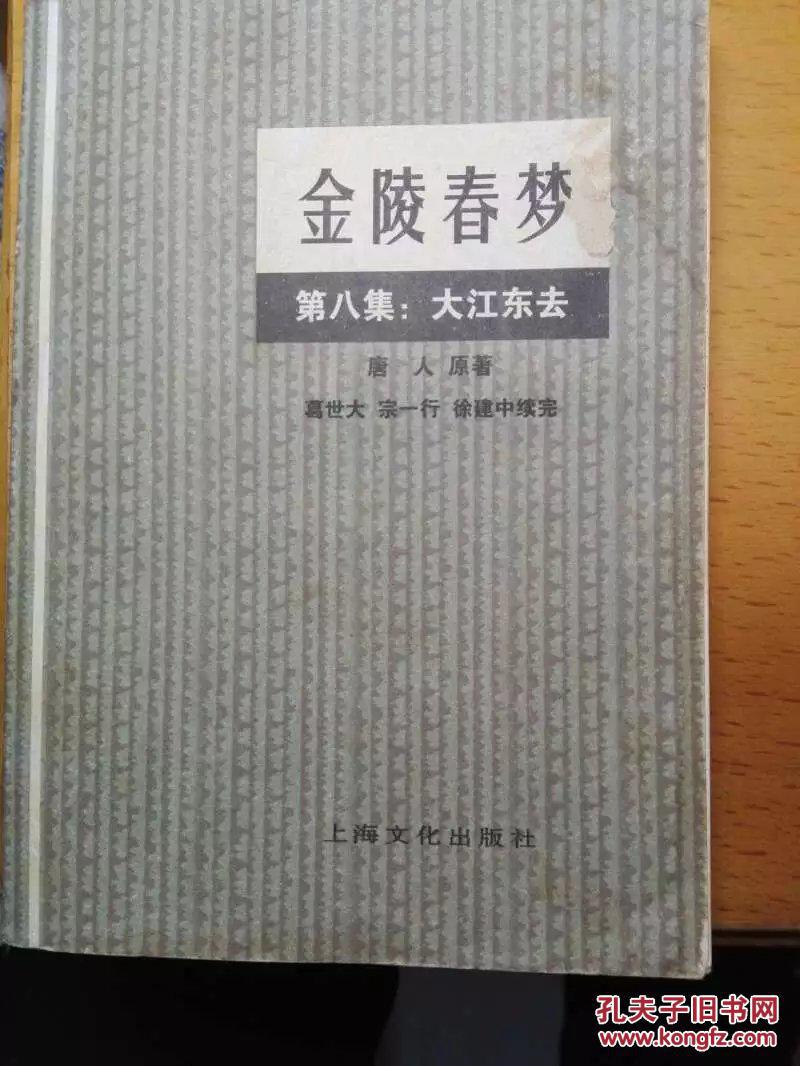 金陵春梦
第八集：大江东去
唐 人 原著
葛世大 宗一行 徐建中续完
上海文化出版社
孔夫子旧书网
www.kongfz.com